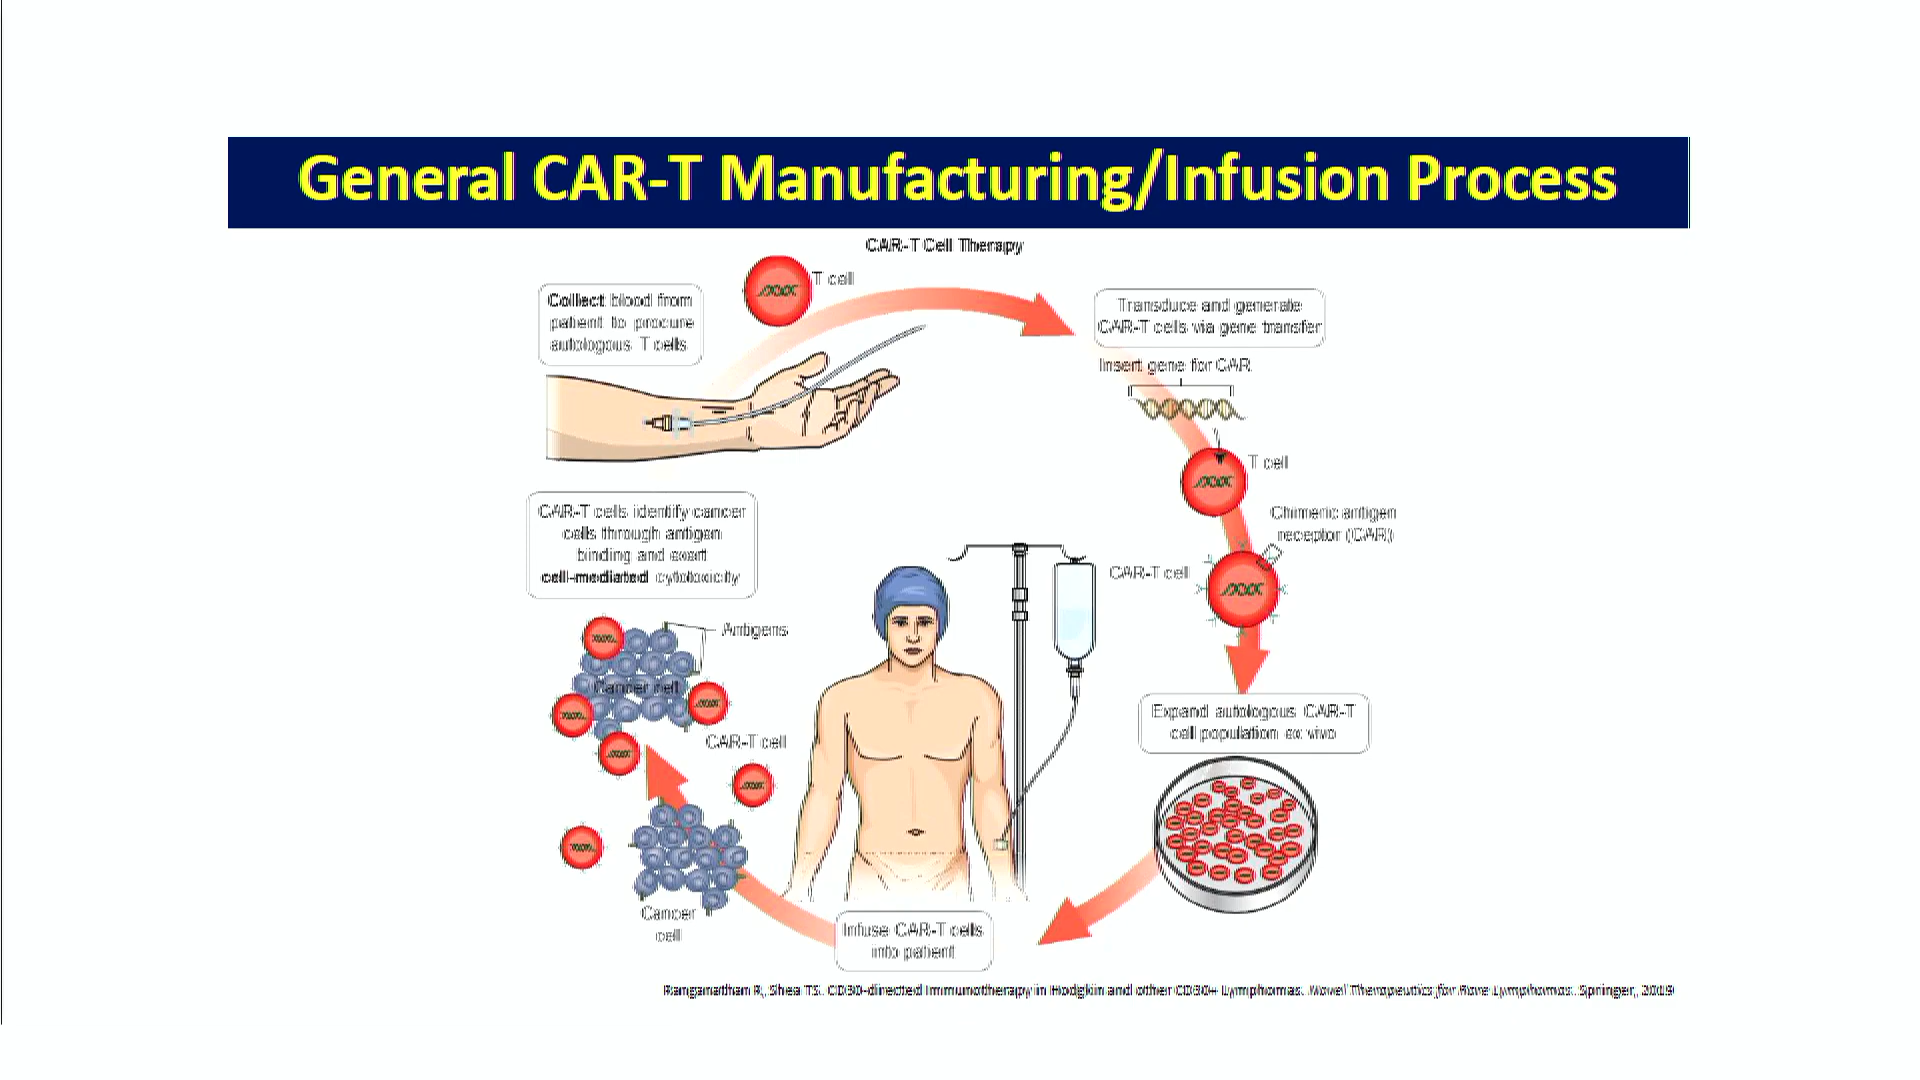 General CAR-T Manufacturing/Infusion Process
CAR-T Cell Therapy
T cell
Collect blood from
patient to procure
autologous T cells
Transduce and generate
CAR-T cells via gene transfer
Insert gene for CAR
T cell
Chimeric antigen
receptor (CAR)
CAR-T cell
Expand autologous CAR-T
cell population ex vivo
Infuse CAR-T cells
into patient
CAR-T cells identify cancer
cells through antigen
binding and exert
cell-mediated cytotoxicity
Antigens
Cancer cell
CAR-T cell
Cancer
cell
Ranganathan R, Shea TS. CD30-directed Immunotherapy in Hodgkin and other CD30+ Lymphomas. Novel Therapeutics for Rare Lymphomas. Springer, 2019